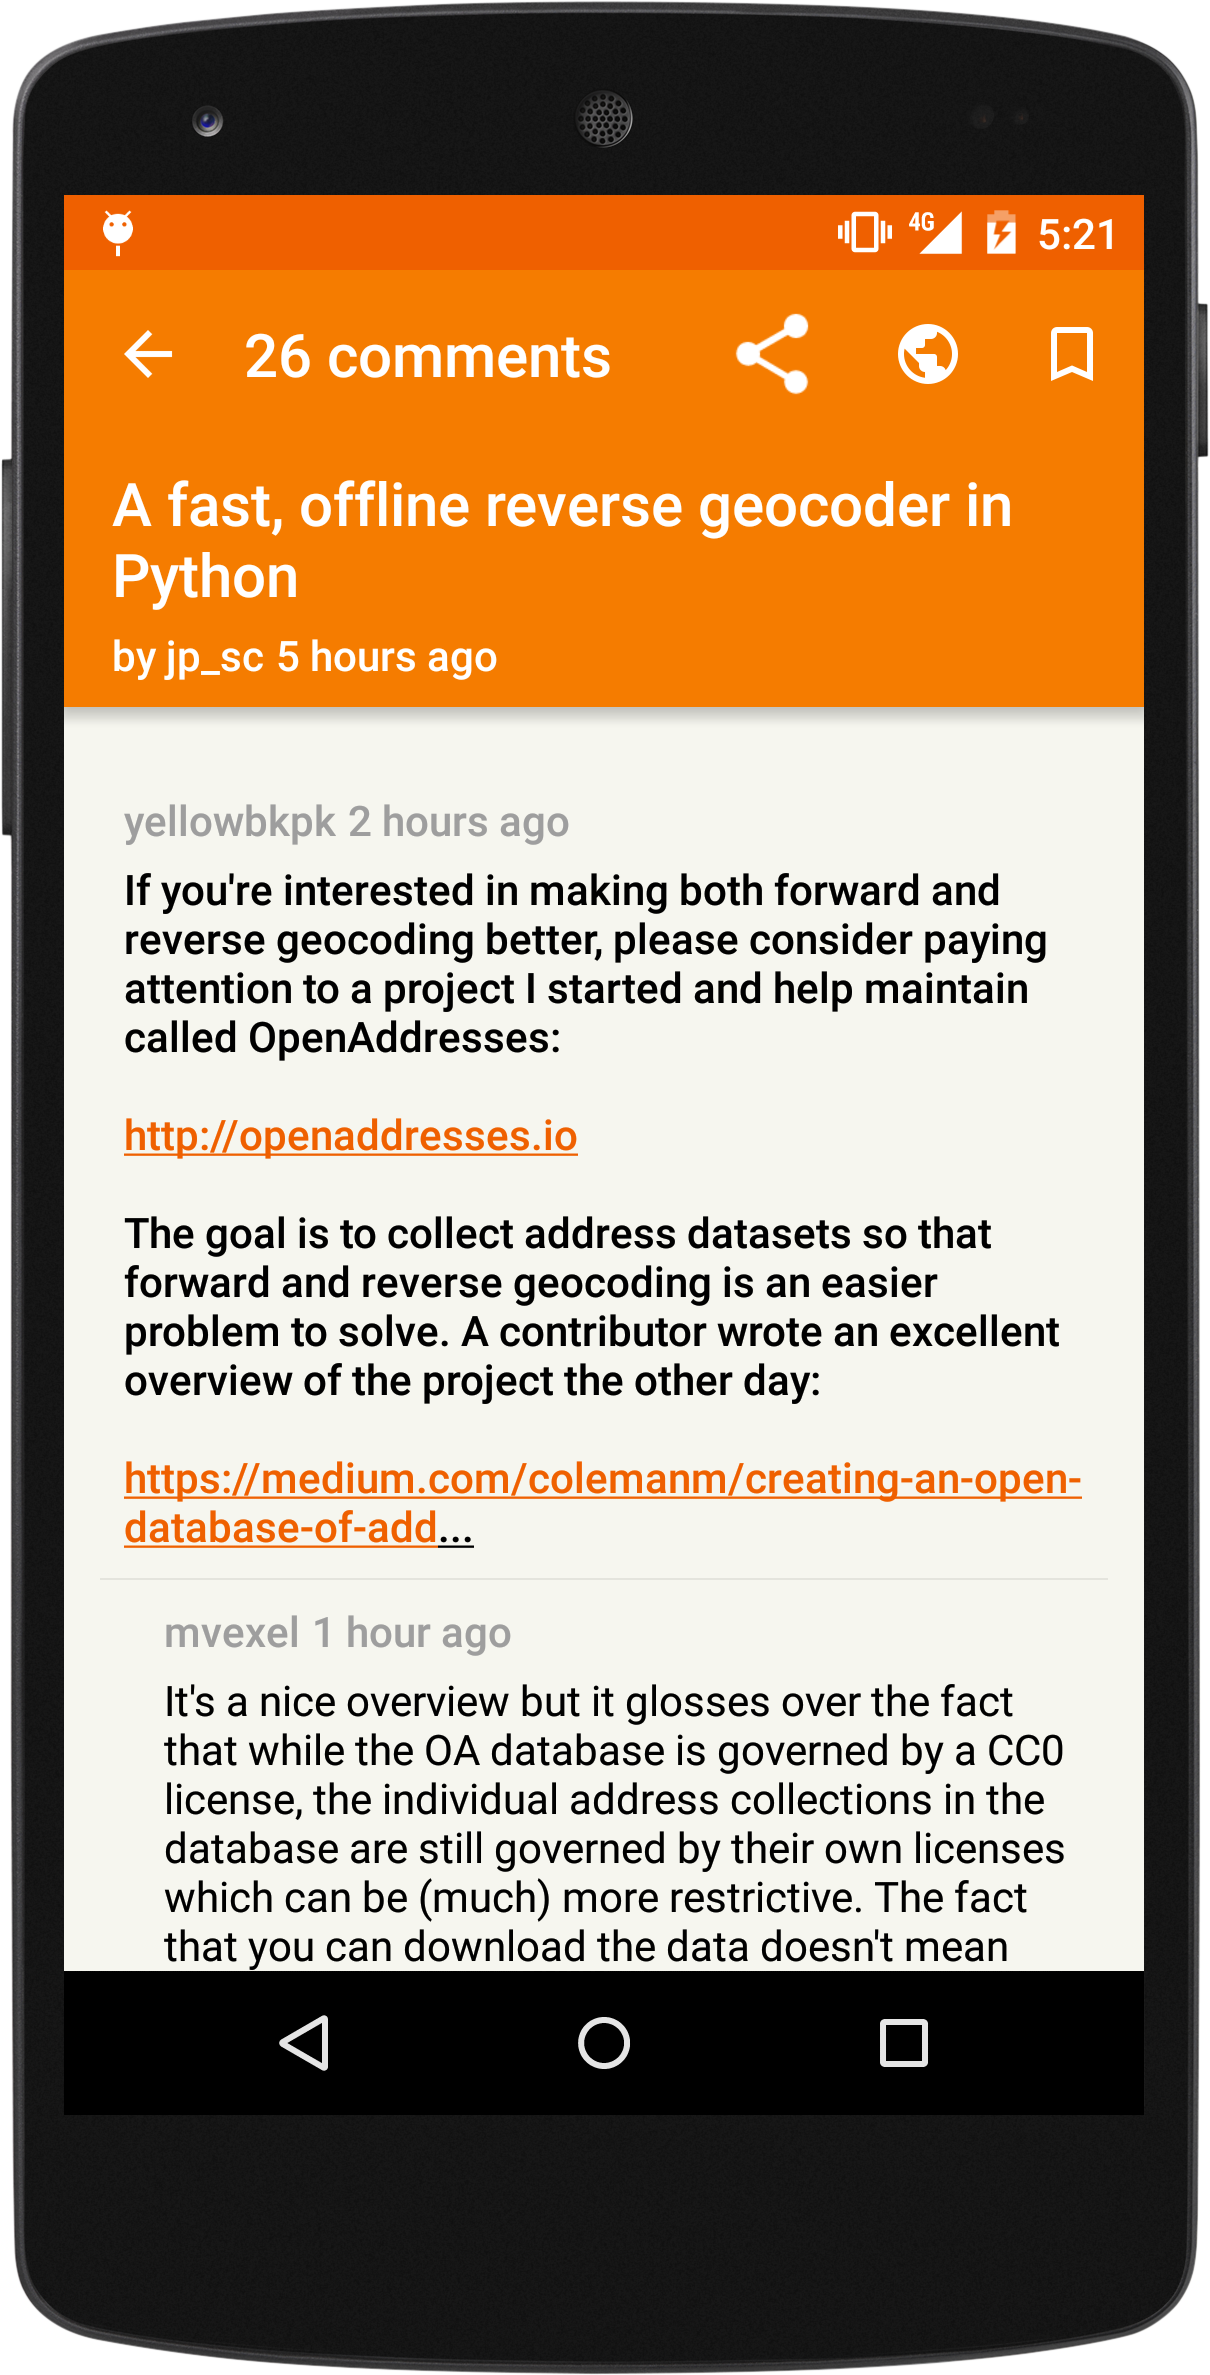 4G 5:21
26 comments
A fast, offline reverse geocoder in
Python
by jp_sc 5 hours ago
yellowbkpk 2 hours ago
If you're interested in making both forward and
reverse geocoding better, please consider paying
attention to a project I started and help maintain
called OpenAddresses:
http://openaddresses.io
The goal is to collect address datasets so that
forward and reverse geocoding is an easier
problem to solve. A contributor wrote an excellent
overview of the project the other day:
https://medium.com/colemanm/creating-an-open-
database-of-add...
mvexel 1 hour ago
It's a nice overview but it glosses over the fact
that while the OA database is governed by a CC0
license, the individual address collections in the
database are still governed by their own licenses
which can be (much) more restrictive. The fact
that you can download the data doesn't mean